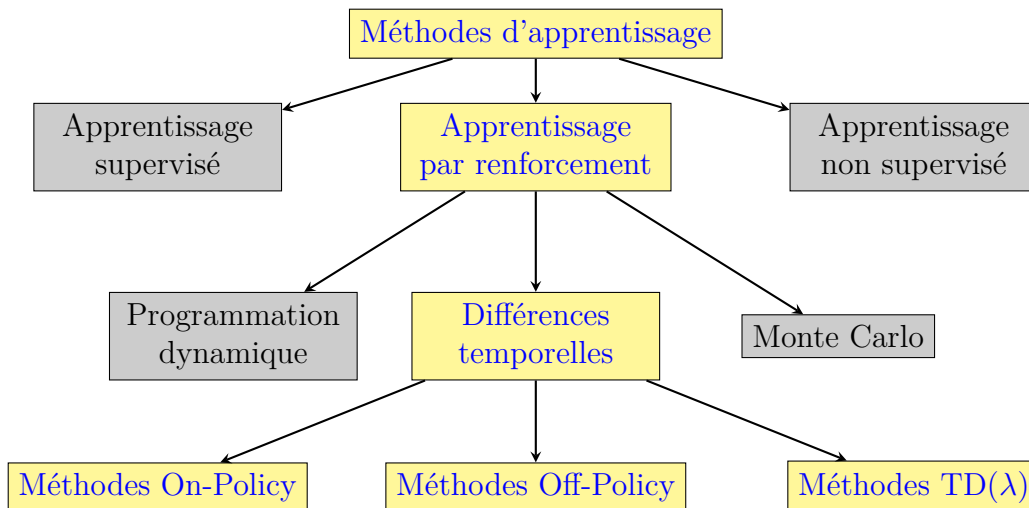 Méthodes d'apprentissage
Apprentissage
supervisé
Apprentissage
par renforcement
Apprentissage
non supervisé
Programmation
dynamique
Différences
temporelles
Monte Carlo
Méthodes On-Policy
Méthodes Off-Policy
Méthodes TD(λ)